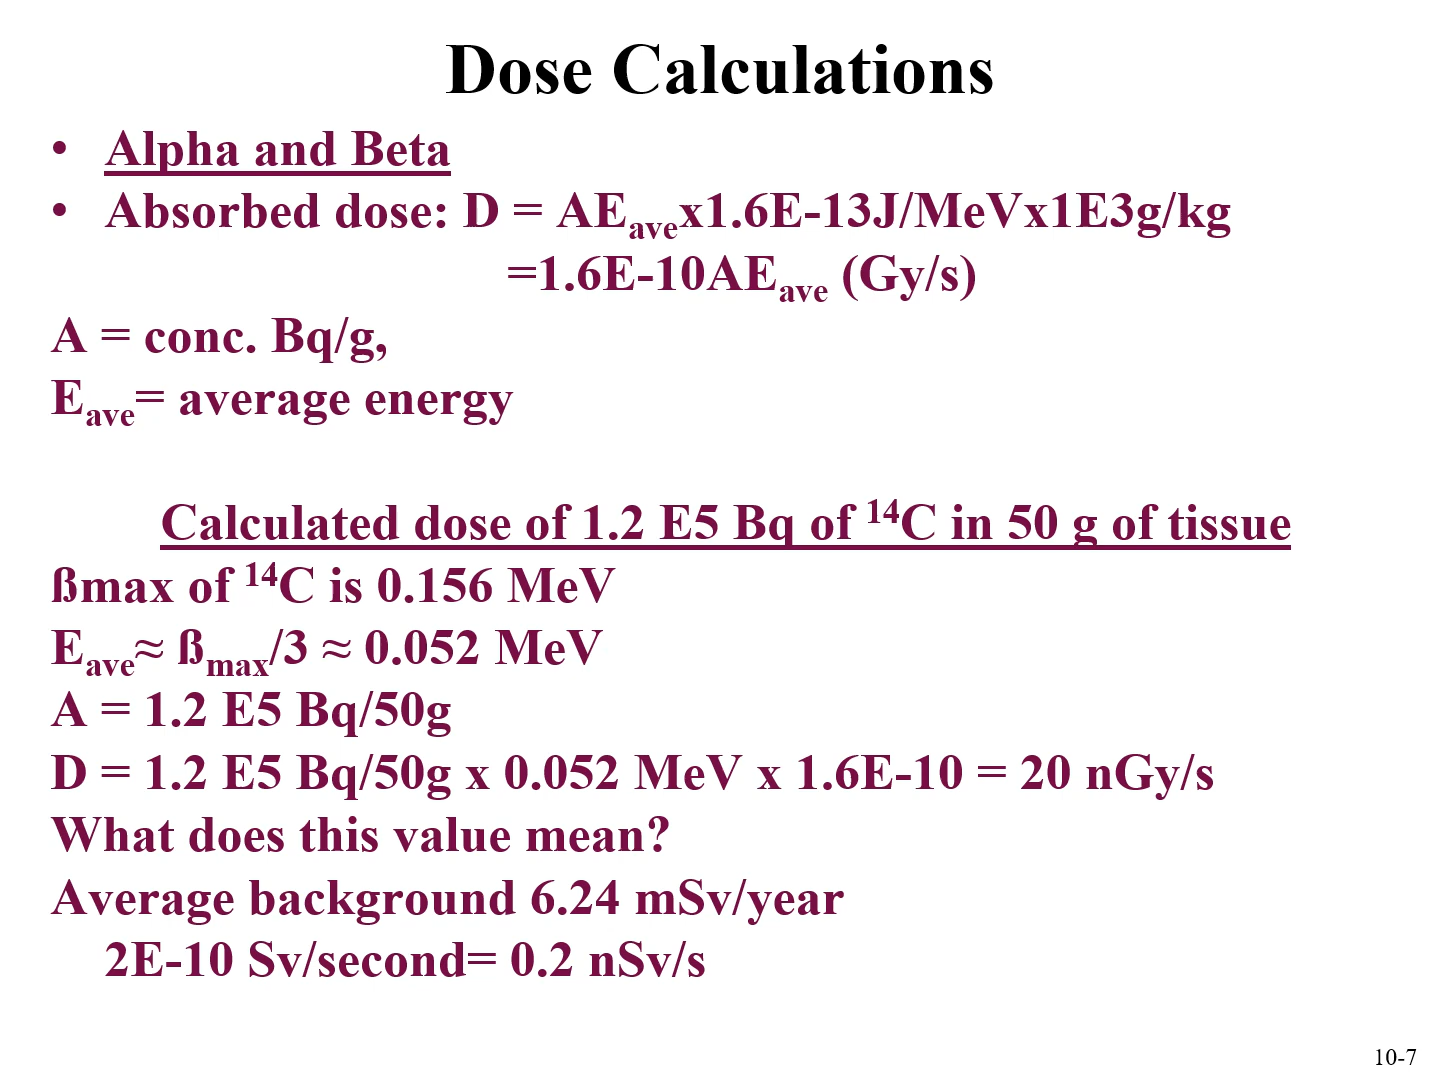 Dose Calculations
• Alpha and Beta
• Absorbed dose: D = AEavex1.6E-13J/MeVx1E3g/kg
=1.6E-10AEave (Gy/s)
A = conc. Bq/g,
Eave= average energy
Calculated dose of 1.2 E5 Bq of 14C in 50 g of tissue
ßmax of 14C is 0.156 MeV
Eave≈ ßmax/3 ≈ 0.052 MeV
A = 1.2 E5 Bq/50g
D = 1.2 E5 Bq/50g x 0.052 MeV x 1.6E-10 = 20 nGy/s
What does this value mean?
Average background 6.24 mSv/year
2E-10 Sv/second= 0.2 nSv/s
10-7